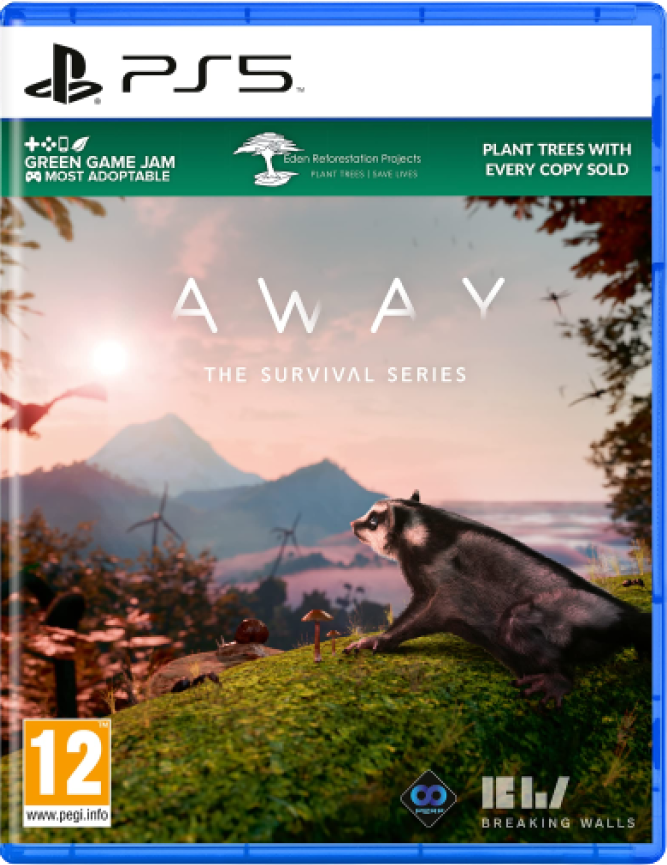 PS5
GREEN GAME JAM
MOST ADOPTABLE
Eden Reforestation Projects
PLANT TREES | SAVE LIVES
PLANT TREES WITH
EVERY COPY SOLD
AWAY
THE SURVIVAL SERIES
12
www.pegi.info
PERP
BREAKING WALLS